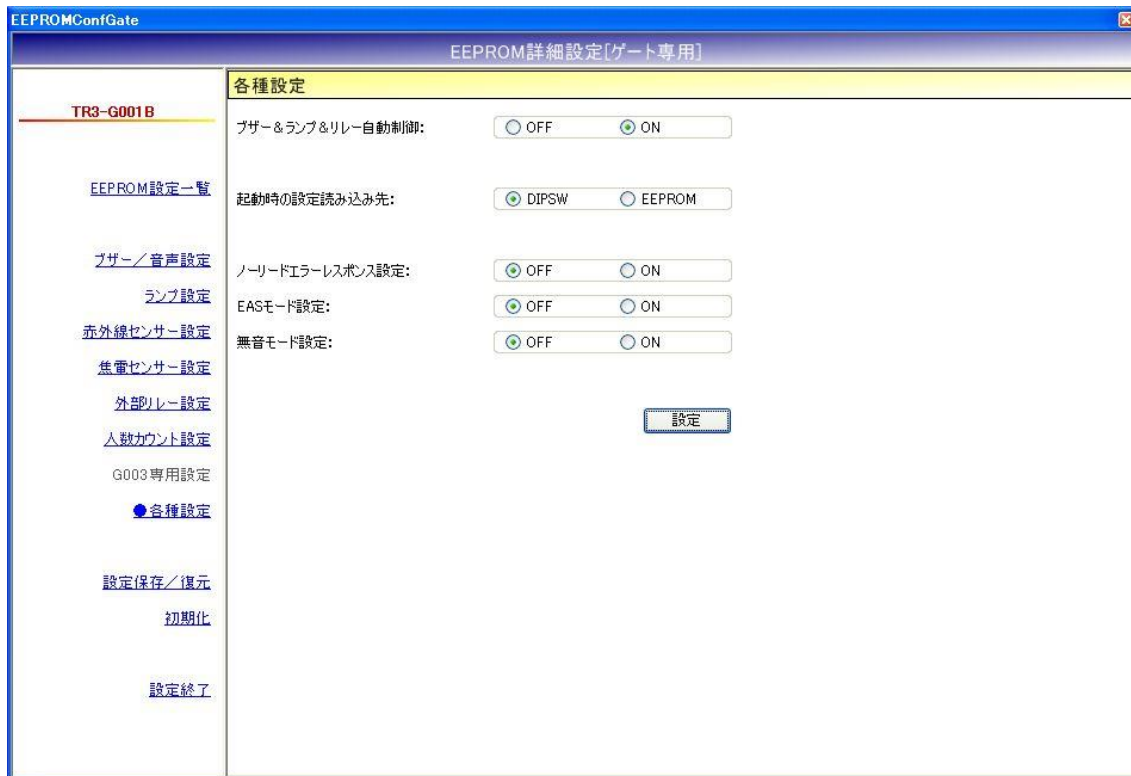 EEPROMConfGate
EEPROM詳細設定[ゲート専用]
TR3-G001B
EEPROM設定一覧
ブザー／音声設定
ランプ設定
赤外線センサー設定
焦電センサー設定
外部リレー設定
人数カウント設定
G003専用設定
●各種設定
設定保存／復元
初期化
設定終了
各種設定
ブザー＆ランプ＆リレー自動制御: OFF ON
起動時の設定読み込み先: DIPSW EEPROM
ノーリードエラーレスポンス設定: OFF ON
EASモード設定: OFF ON
無音モード設定: OFF ON
設定